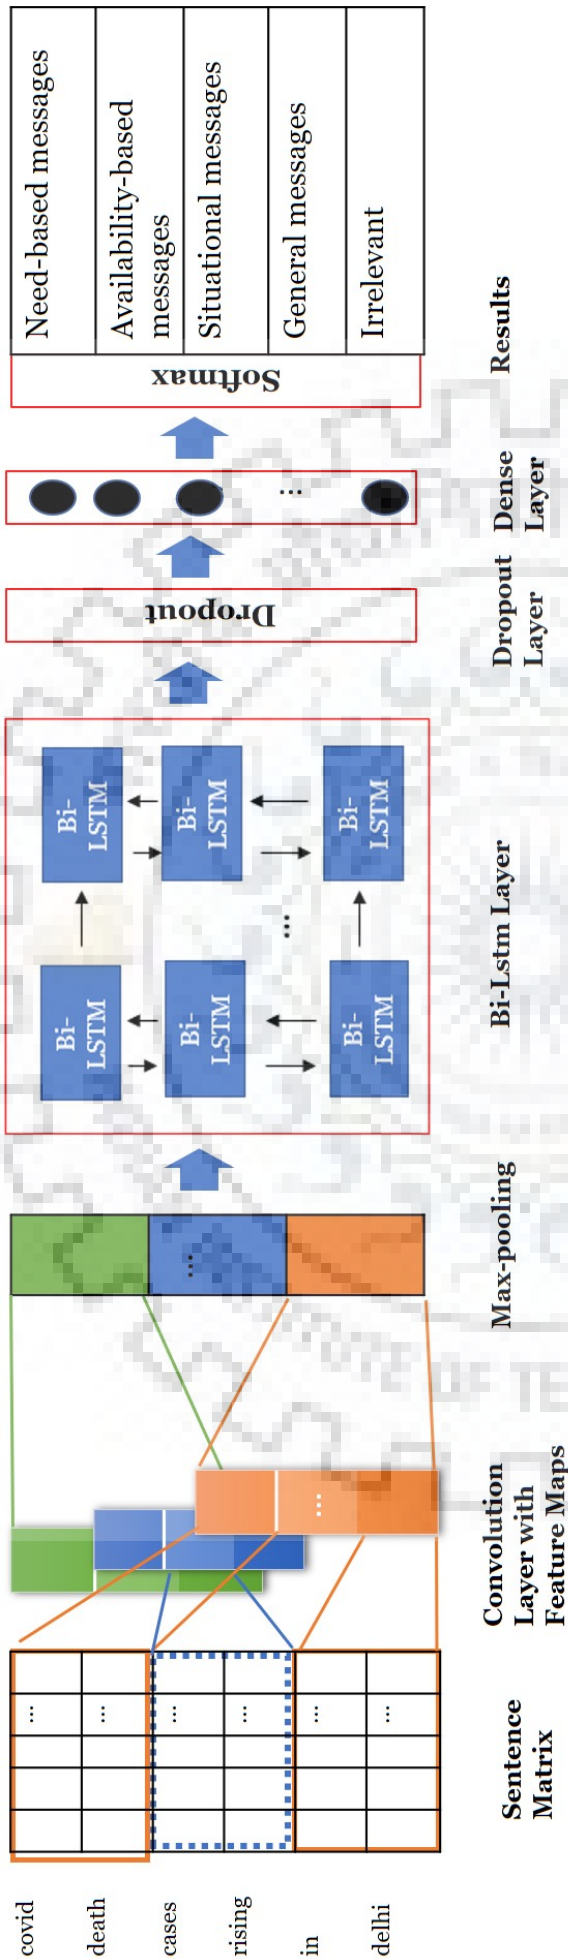 covid
death
cases
rising
in
delhi
...
...
...
...
...
...
Sentence
Matrix
...
Convolution
Layer with
Feature Maps
...
Max-pooling
Bi-
LSTM
Bi-
LSTM
Bi-
LSTM
Bi-
LSTM
Bi-
LSTM
Bi-
LSTM
...
Bi-Lstm Layer
Dropout
Dropout
Layer
...
Dense
Layer
Softmax
Need-based messages
Availability-based
messages
Situational messages
General messages
Irrelevant
Results